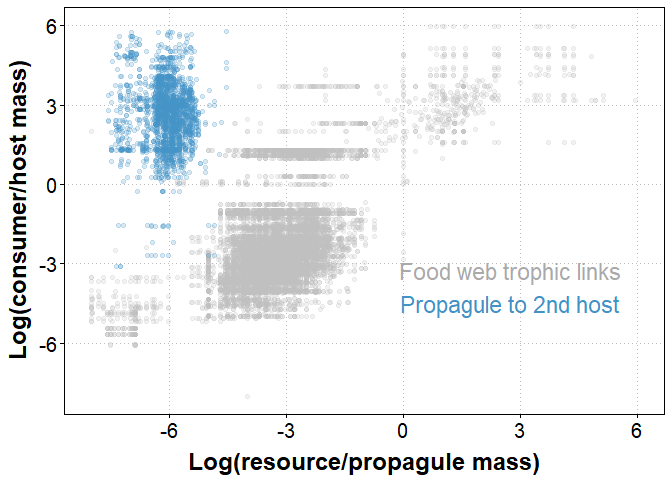 6
3
0
-3
-6
Log(consumer/host mass)
Food web trophic links
Propagule to 2nd host
-6
-3
0
3
6
Log(resource/propagule mass)